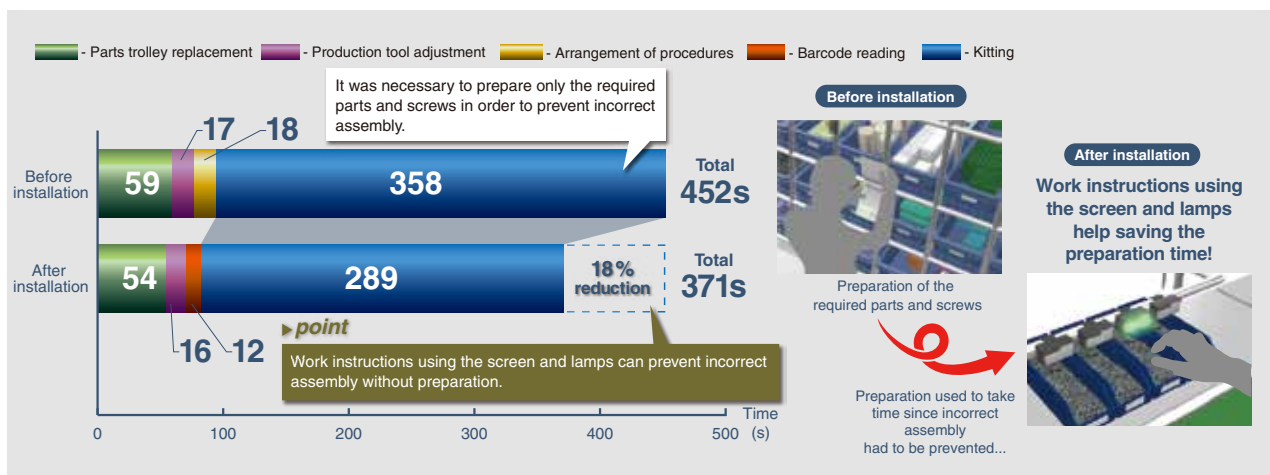 - Parts trolley replacement
- Production tool adjustment
- Arrangement of procedures
- Barcode reading
- Kitting
It was necessary to prepare only the required
parts and screws in order to prevent incorrect
assembly.
17
18
Before
installation
59
358
Total
452s
After
installation
54
289
18%
reduction
Total
371s
16
12
point
Work instructions using the screen and lamps can prevent incorrect
assembly without preparation.
0
100
200
300
400
500
Time
(s)
Before installation
Preparation of the
required parts and screws
Preparation used to take
time since incorrect
assembly
had to be prevented...
After installation
Work instructions using
the screen and lamps
help saving the
preparation time!